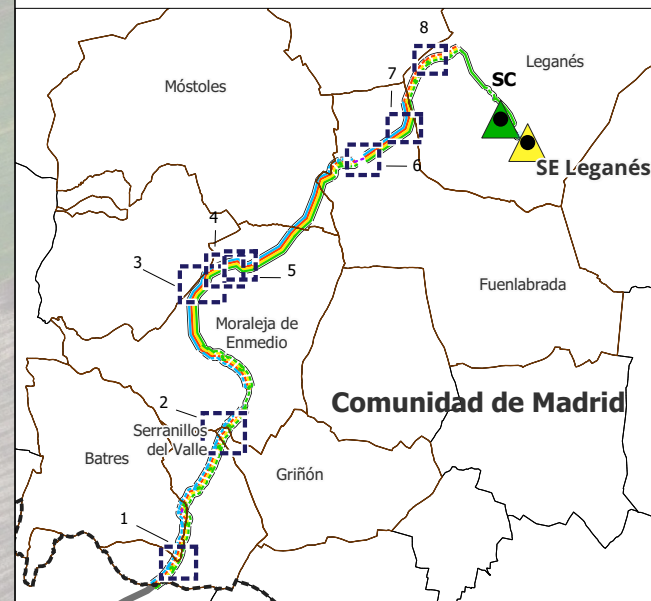 8
Leganés
7
Móstoles
SC
6
SE Leganés
4
3
5
Fuenlabrada
Moraleja de
Enmedio
Comunidad de Madrid
2
Serranillos
del Valle
Batres
Griñón
1